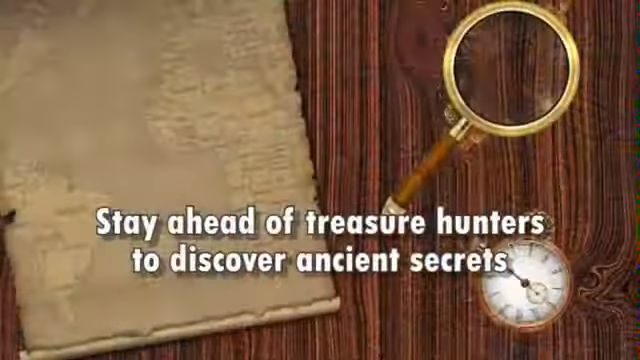 Stay ahead of treasure hunters
to discover ancient secrets